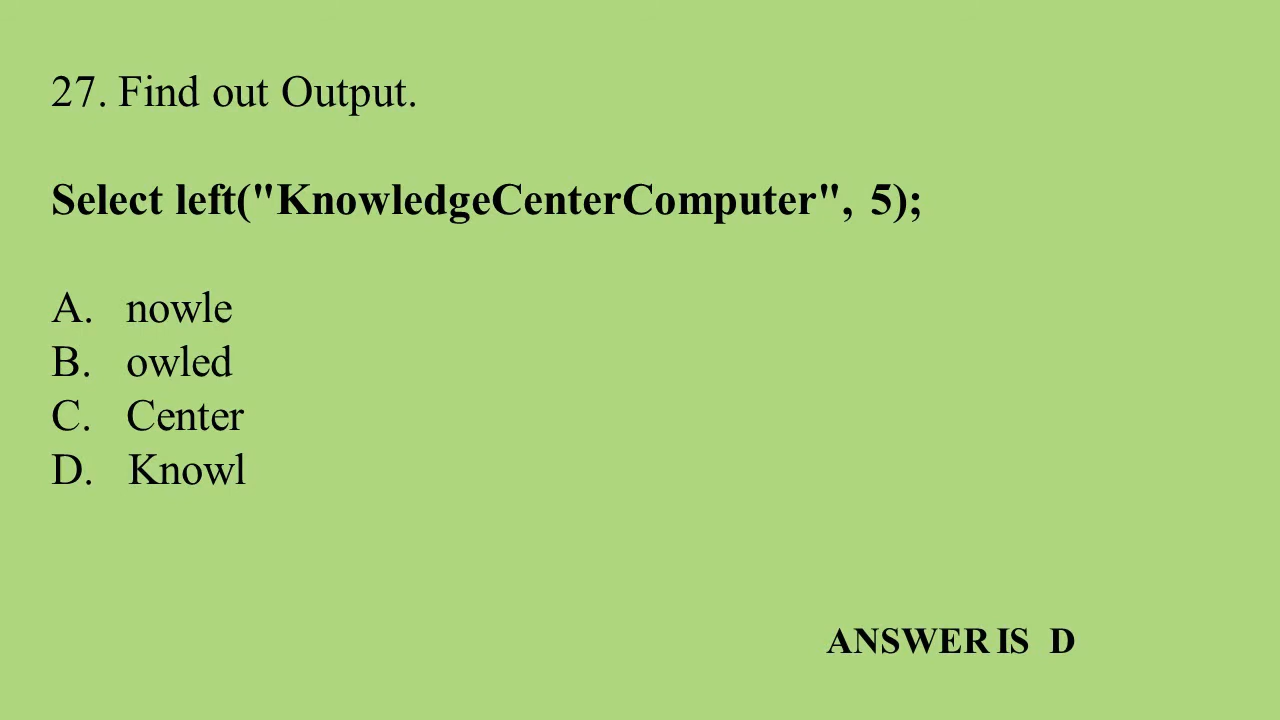 27. Find out Output.
Select left("KnowledgeCenterComputer", 5);
A. nowle
B. owled
C. Center
D. Knowl
ANSWER IS D